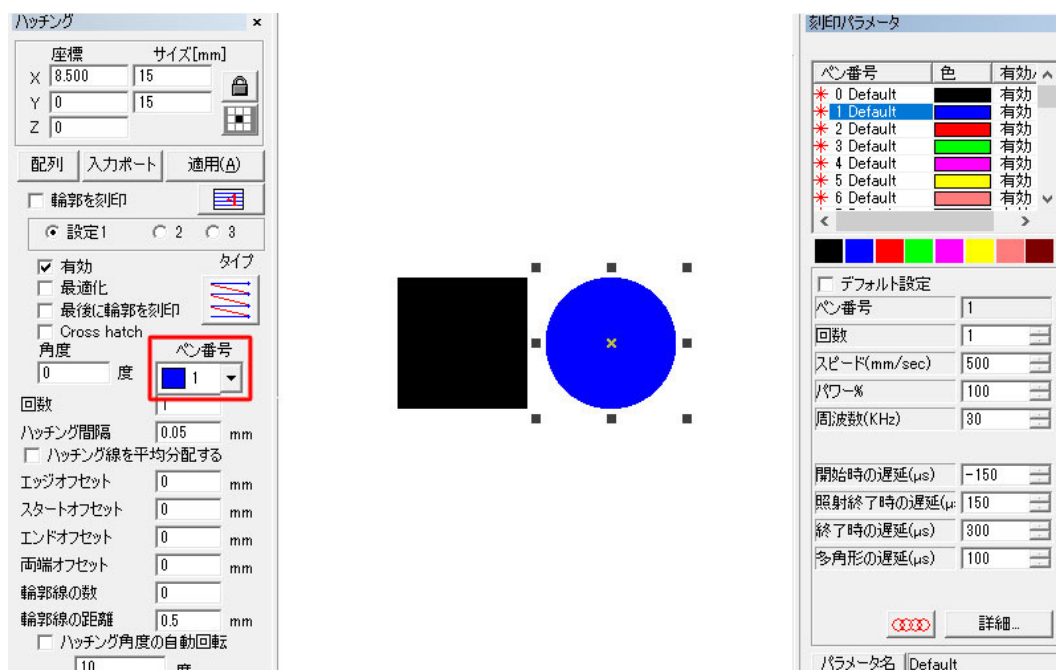 ハッチング ×
座標 サイズ[mm]
X 8.500 15
Y 0 15
Z 0
配列 入力ポート 適用(A)
輪郭を刻印
設定1 2 3
有効 タイプ
最適化
最後に輪郭を刻印
Cross hatch
角度 ペン番号
0 度 1
回数 1
ハッチング間隔 0.05 mm
ハッチング線を平均分配する
エッジオフセット 0 mm
スタートオフセット 0 mm
エンドオフセット 0 mm
両端オフセット 0 mm
輪郭線の数 0
輪郭線の距離 0.5 mm
ハッチング角度の自動回転
10 度
刻印パラメータ
ペン番号 色 有効
0 Default 有効
1 Default 有効
2 Default 有効
3 Default 有効
4 Default 有効
5 Default 有効
6 Default 有効
デフォルト設定
ペン番号 1
回数 1
スピード(mm/sec) 500
パワー% 100
周波数(KHz) 30
開始時の遅延(μs) -150
照射終了時の遅延(μ 150
終了時の遅延(μs) 300
多角形の遅延(μs) 100
詳細...
パラメータ名 Default